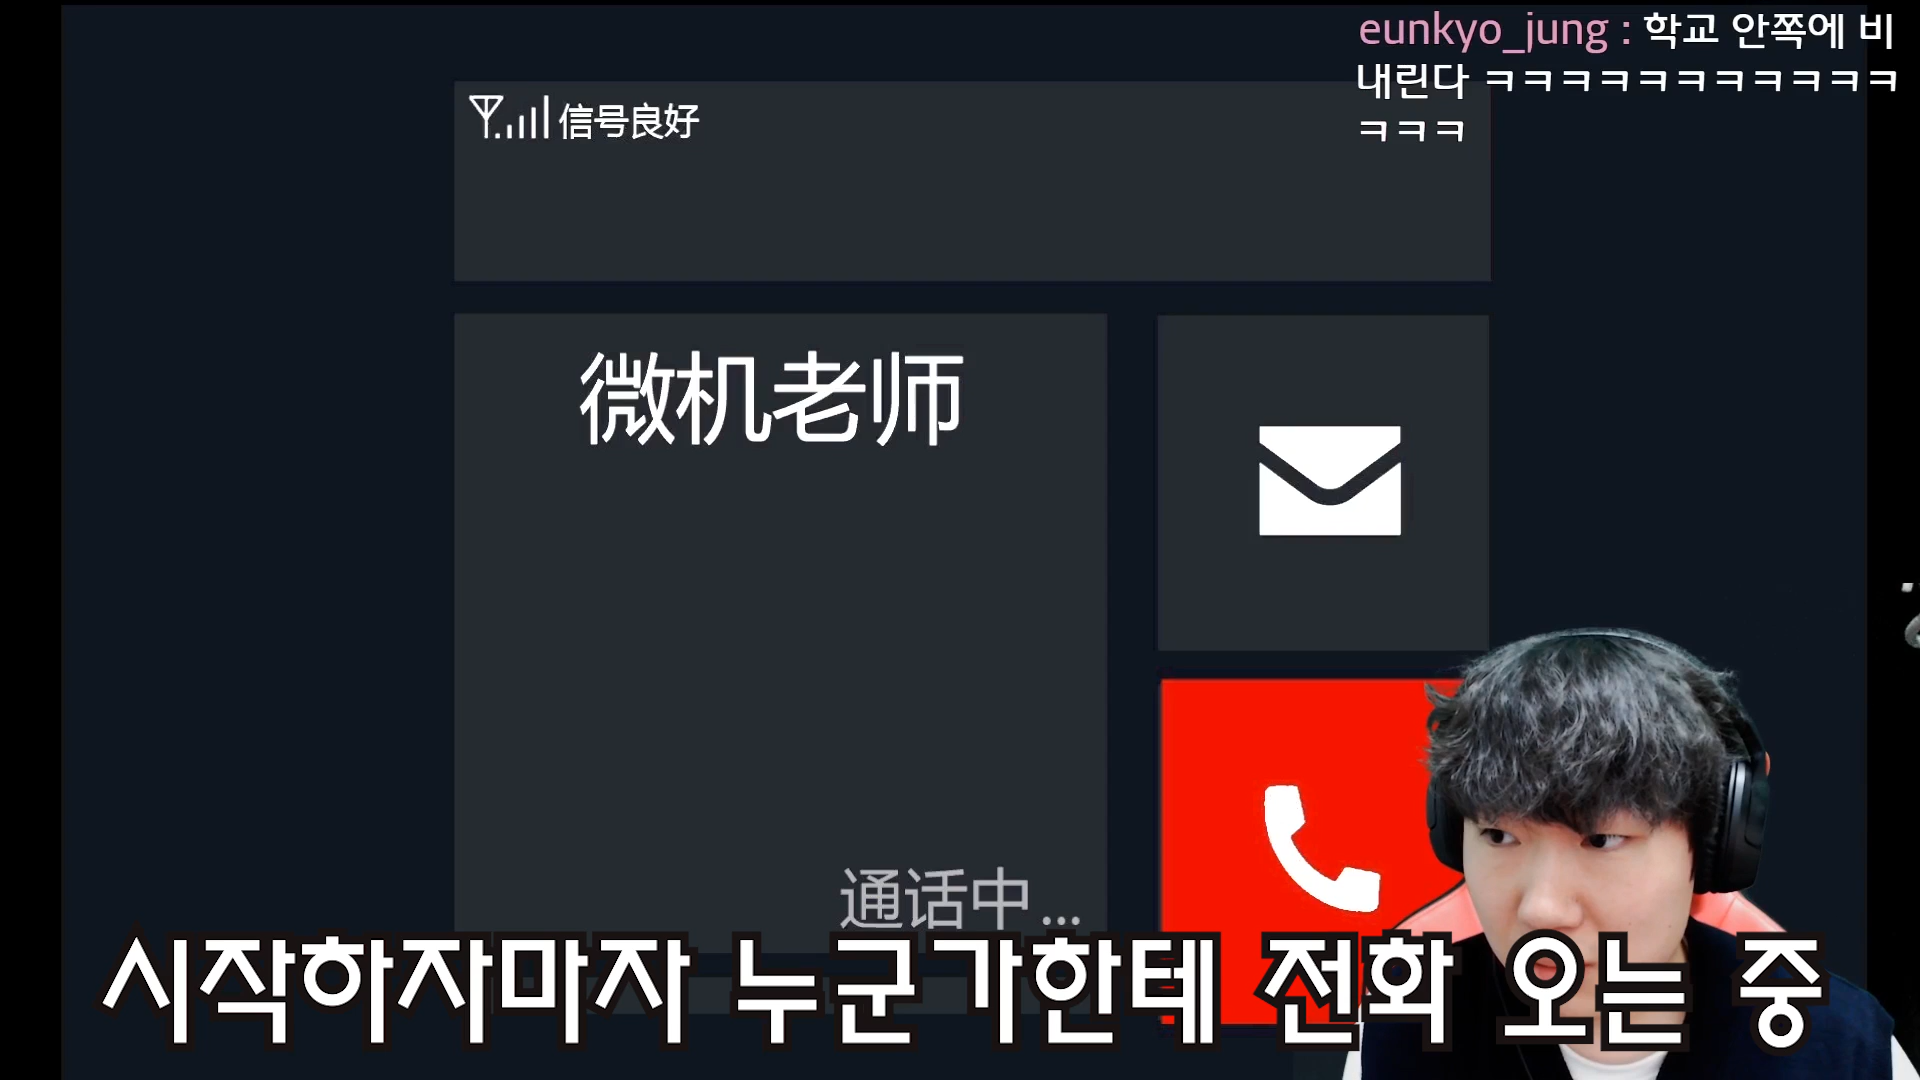 eunkyo_jung : 학교 안쪽에 비
내린다 ㅋㅋㅋㅋㅋㅋㅋㅋㅋㅋㅋ
ㅋㅋㅋ
信号良好
微机老师
通话中...
시작하자마자 누군가한테 전화 오는 중